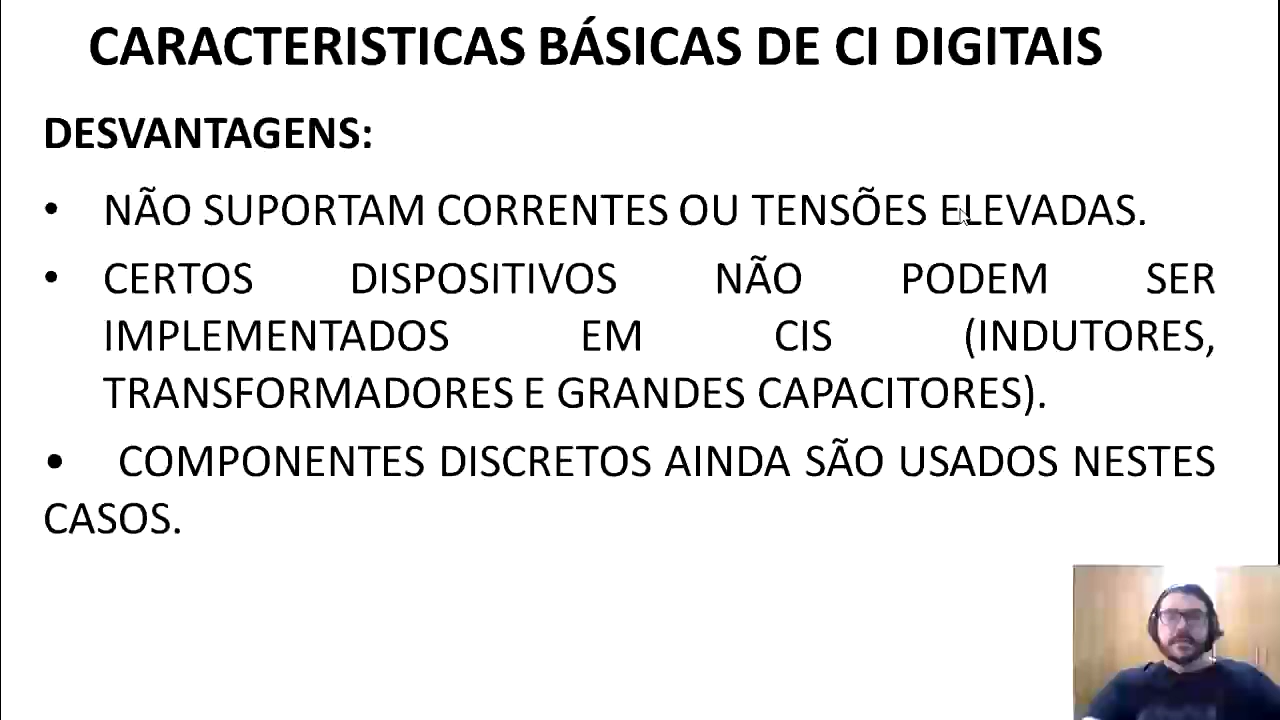 CARACTERISTICAS BÁSICAS DE CI DIGITAIS
DESVANTAGENS:
• NÃO SUPORTAM CORRENTES OU TENSÕES ELEVADAS.
• CERTOS DISPOSITIVOS NÃO PODEM SER
IMPLEMENTADOS EM CIS (INDUTORES,
TRANSFORMADORES E GRANDES CAPACITORES).
• COMPONENTES DISCRETOS AINDA SÃO USADOS NESTES
CASOS.